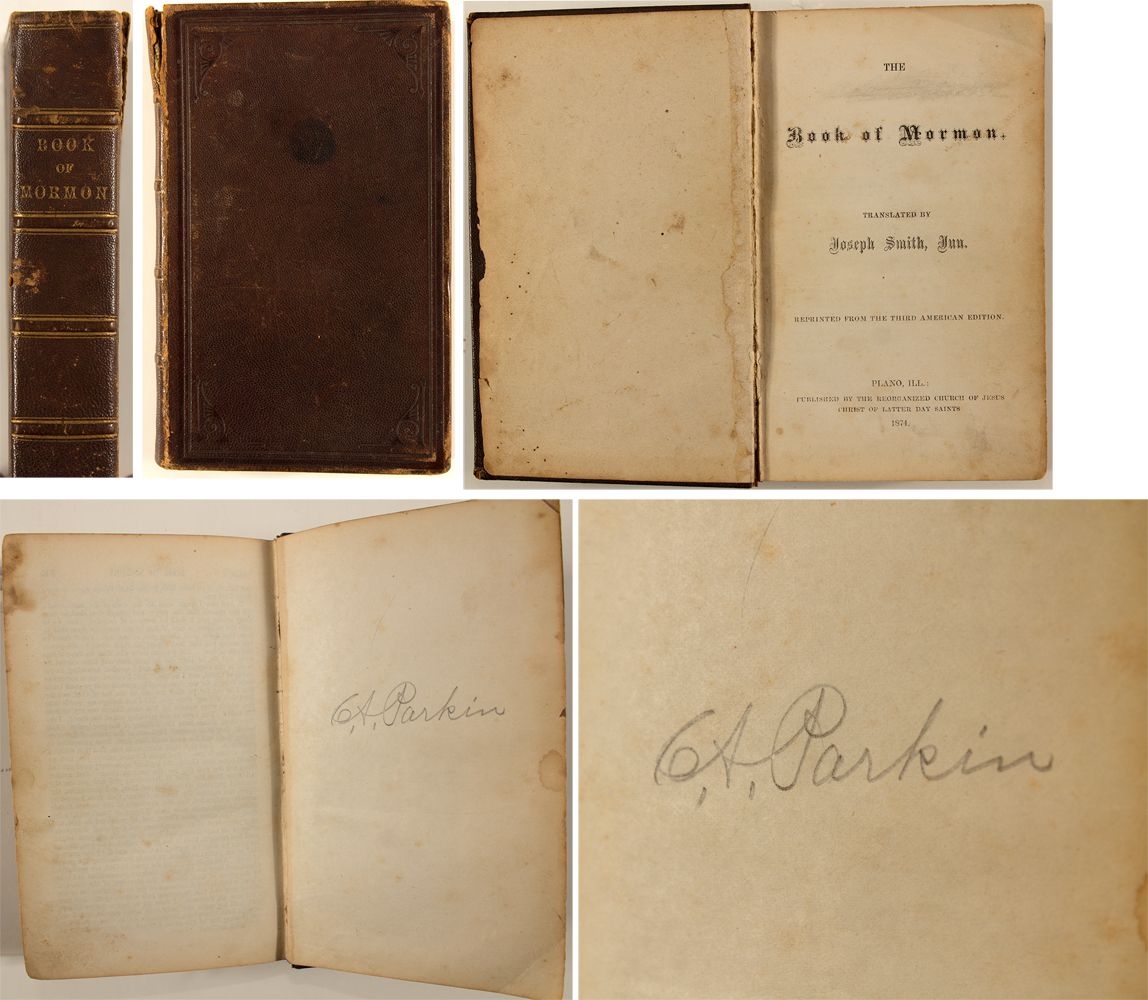 BOOK
OF
MORMON
THE
Book of Mormon.
TRANSLATED BY
Joseph Smith, Jun.
REPRINTED FROM THE THIRD AMERICAN EDITION.
PLANO, ILL.:
PUBLISHED BY THE REORGANIZED CHURCH OF JESUS
CHRIST OF LATTER DAY SAINTS
1874.
C, A, Parkin
C, A, Parkin